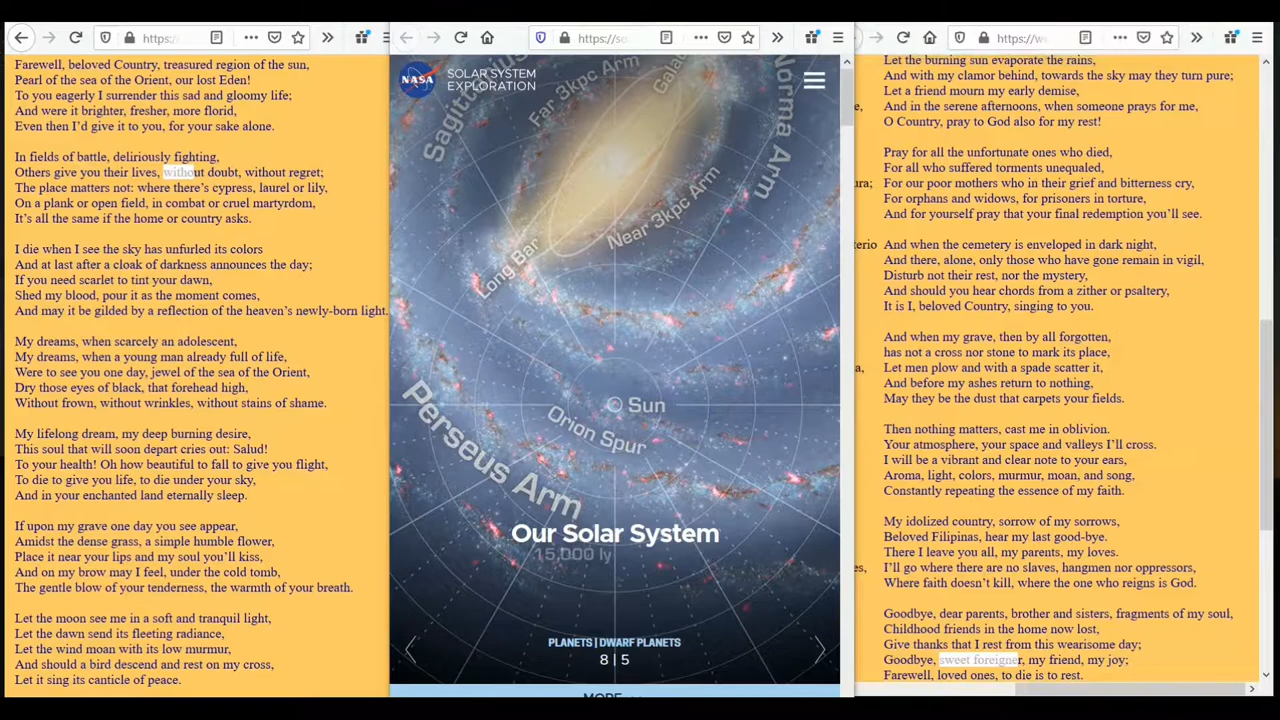 https:/
Farewell, beloved Country, treasured region of the sun,
Pearl of the sea of the Orient, our lost Eden!
To you eagerly I surrender this sad and gloomy life;
And were it brighter, fresher, more florid,
Even then I’d give it to you, for your sake alone.
In fields of battle, deliriously fighting,
Others give you their lives, without doubt, without regret;
The place matters not: where there’s cypress, laurel or lily,
On a plank or open field, in combat or cruel martyrdom,
It’s all the same if the home or country asks.
I die when I see the sky has unfurled its colors
And at last after a cloak of darkness announces the day;
If you need scarlet to tint your dawn,
Shed my blood, pour it as the moment comes,
And may it be gilded by a reflection of the heaven’s newly-born light.
My dreams, when scarcely an adolescent,
My dreams, when a young man already full of life,
Were to see you one day, jewel of the sea of the Orient,
Dry those eyes of black, that forehead high,
Without frown, without wrinkles, without stains of shame.
My lifelong dream, my deep burning desire,
This soul that will soon depart cries out: Salud!
To your health! Oh how beautiful to fall to give you flight,
To die to give you life, to die under your sky,
And in your enchanted land eternally sleep.
If upon my grave one day you see appear,
Amidst the dense grass, a simple humble flower,
Place it near your lips and my soul you’ll kiss,
And on my brow may I feel, under the cold tomb,
The gentle blow of your tenderness, the warmth of your breath.
Let the moon see me in a soft and tranquil light,
Let the dawn send its fleeting radiance,
Let the wind moan with its low murmur,
And should a bird descend and rest on my cross,
Let it sing its canticle of peace.
https://so
NASA
SOLAR SYSTEM
EXPLORATION
Sagittarius
Far 3kpc Arm
Norma Arm
Near 3kpc Arm
Long Bar
Sun
Orion Spur
Perseus Arm
Our Solar System
15,000 ly
PLANETS | DWARF PLANETS
8 | 5
MORE
https://w
Let the burning sun evaporate the rains,
And with my clamor behind, towards the sky may they turn pure;
Let a friend mourn my early demise,
And in the serene afternoons, when someone prays for me,
O Country, pray to God also for my rest!
Pray for all the unfortunate ones who died,
For all who suffered torments unequaled,
For our poor mothers who in their grief and bitterness cry,
For orphans and widows, for prisoners in torture,
And for yourself pray that your final redemption you’ll see.
And when the cemetery is enveloped in dark night,
And there, alone, only those who have gone remain in vigil,
Disturb not their rest, nor the mystery,
And should you hear chords from a zither or psaltery,
It is I, beloved Country, singing to you.
And when my grave, then by all forgotten,
has not a cross nor stone to mark its place,
Let men plow and with a spade scatter it,
And before my ashes return to nothing,
May they be the dust that carpets your fields.
Then nothing matters, cast me in oblivion.
Your atmosphere, your space and valleys I’ll cross.
I will be a vibrant and clear note to your ears,
Aroma, light, colors, murmur, moan, and song,
Constantly repeating the essence of my faith.
My idolized country, sorrow of my sorrows,
Beloved Filipinas, hear my last good-bye.
There I leave you all, my parents, my loves.
I’ll go where there are no slaves, hangmen nor oppressors,
Where faith doesn’t kill, where the one who reigns is God.
Goodbye, dear parents, brother and sisters, fragments of my soul,
Childhood friends in the home now lost,
Give thanks that I rest from this wearisome day;
Goodbye, sweet foreigner, my friend, my joy;
Farewell, loved ones, to die is to rest.